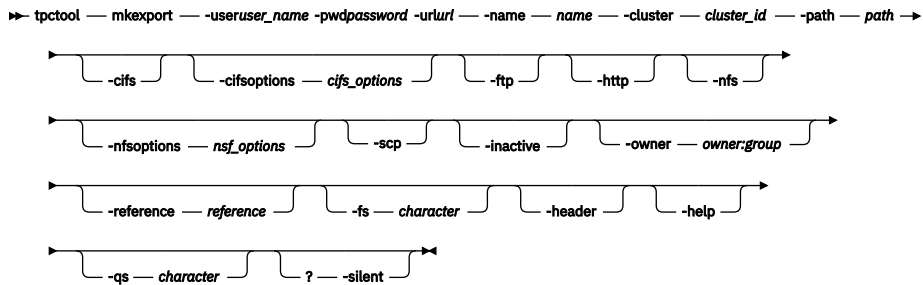 tpctool mkexport -useruser_name -pwdpassword -urlurl -name name -cluster cluster_id -path path
-cifs -cifsoptions cifs_options -ftp -http -nfs
-nfsoptions nsf_options -scp -inactive -owner owner:group
-reference reference -fs character -header -help
-qs character ? -silent